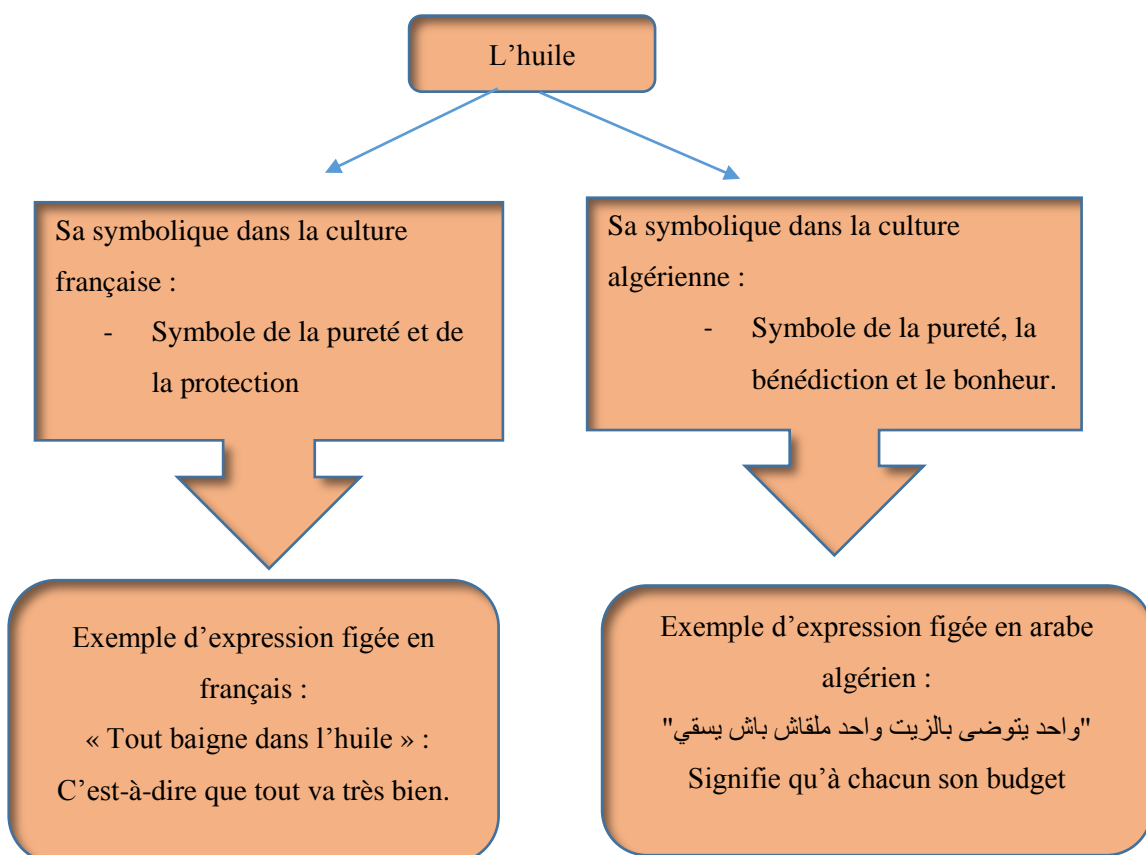 L’huile
Sa symbolique dans la culture
française :
- Symbole de la pureté et de
la protection
Sa symbolique dans la culture
algérienne :
- Symbole de la pureté, la
bénédiction et le bonheur.
Exemple d’expression figée en
français :
« Tout baigne dans l’huile » :
C’est-à-dire que tout va très bien.
Exemple d’expression figée en arabe
algérien :
"واحد يتوضى بالزيت واحد ملقاش باش يسقي"
Signifie qu’à chacun son budget